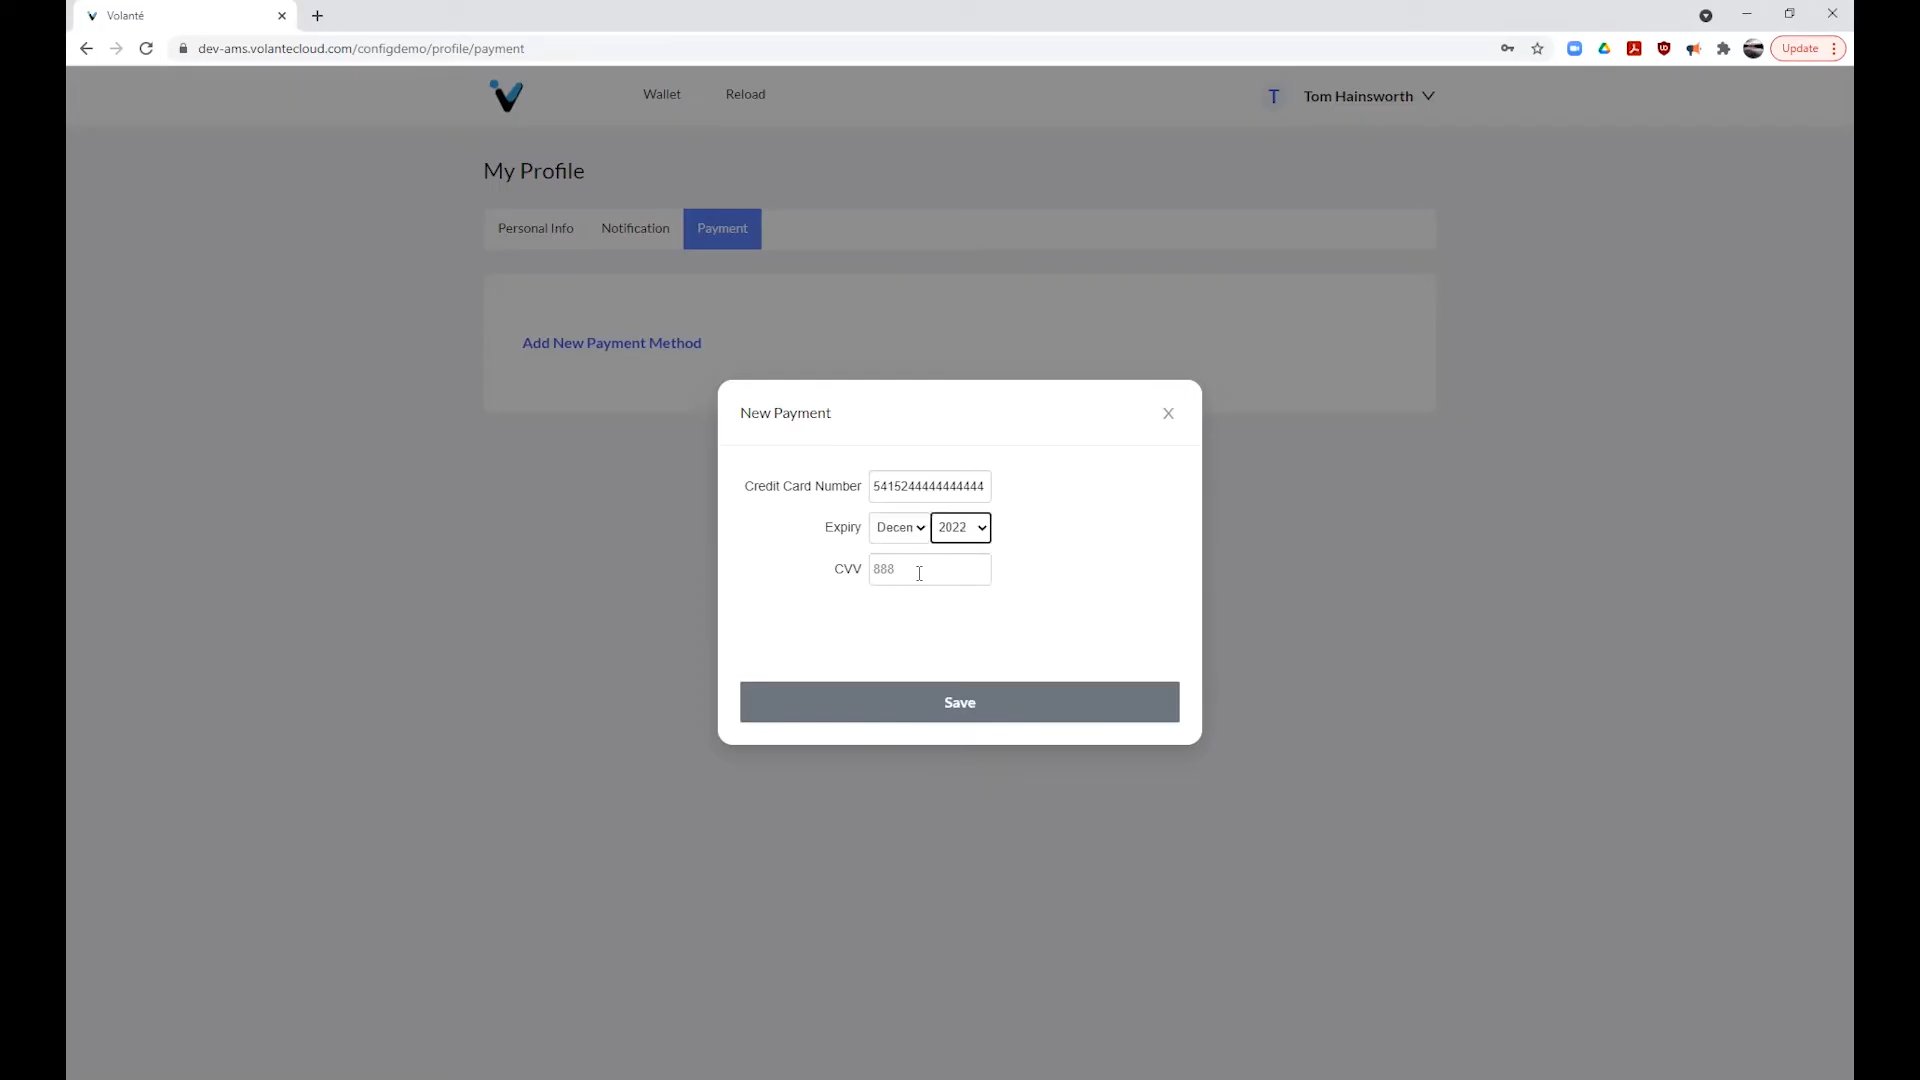 Volanté
dev-ams.volantecloud.com/configdemo/profile/payment
Update
Wallet
Reload
T
Tom Hainsworth
My Profile
Personal Info
Notification
Payment
Add New Payment Method
New Payment
Credit Card Number
5415244444444444
Expiry
Decen
2022
CVV
888
Save